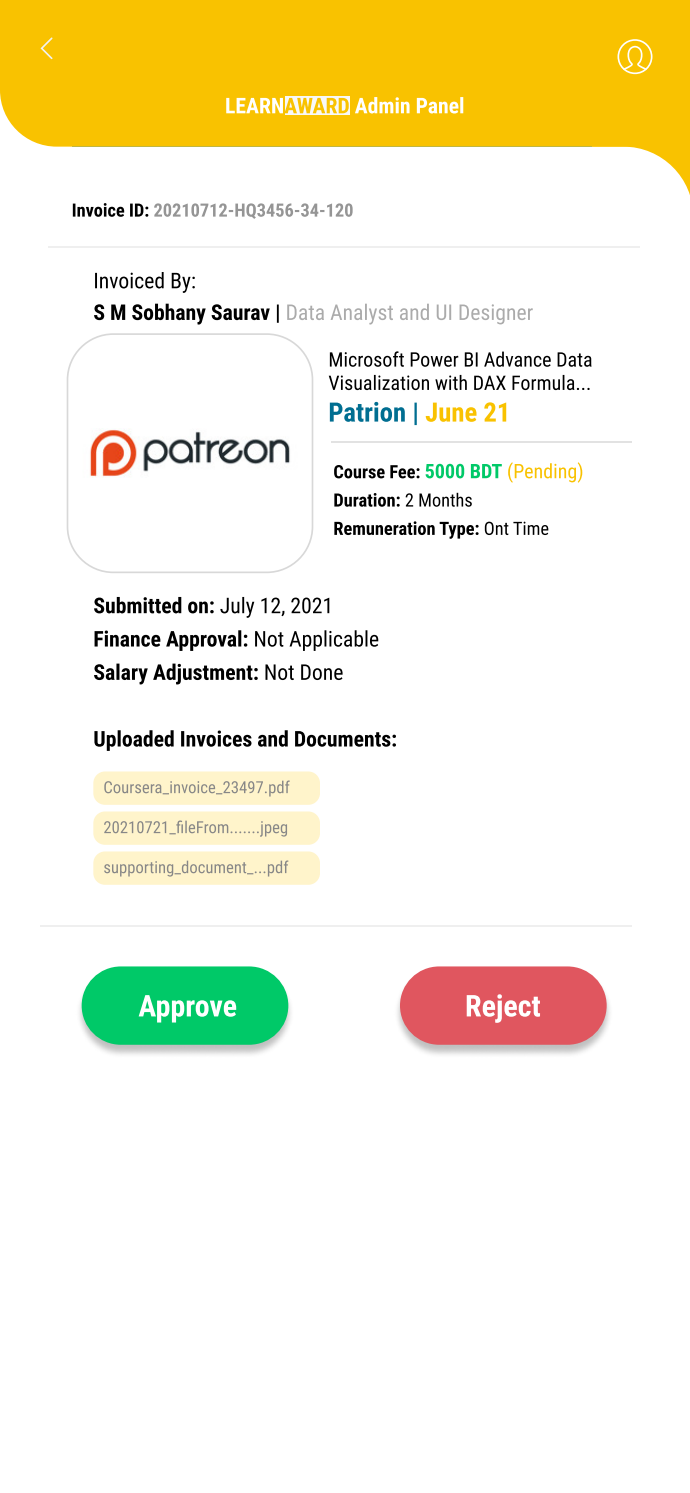 LEARNAWARD Admin Panel
Invoice ID: 20210712-HQ3456-34-120
Invoiced By:
S M Sobhany Saurav | Data Analyst and UI Designer
patreon
Microsoft Power BI Advance Data
Visualization with DAX Formula...
Patrion | June 21
Course Fee: 5000 BDT (Pending)
Duration: 2 Months
Remuneration Type: Ont Time
Submitted on: July 12, 2021
Finance Approval: Not Applicable
Salary Adjustment: Not Done
Uploaded Invoices and Documents:
Coursera_invoice_23497.pdf
20210721_fileFrom.......jpeg
supporting_document_...pdf
Approve
Reject